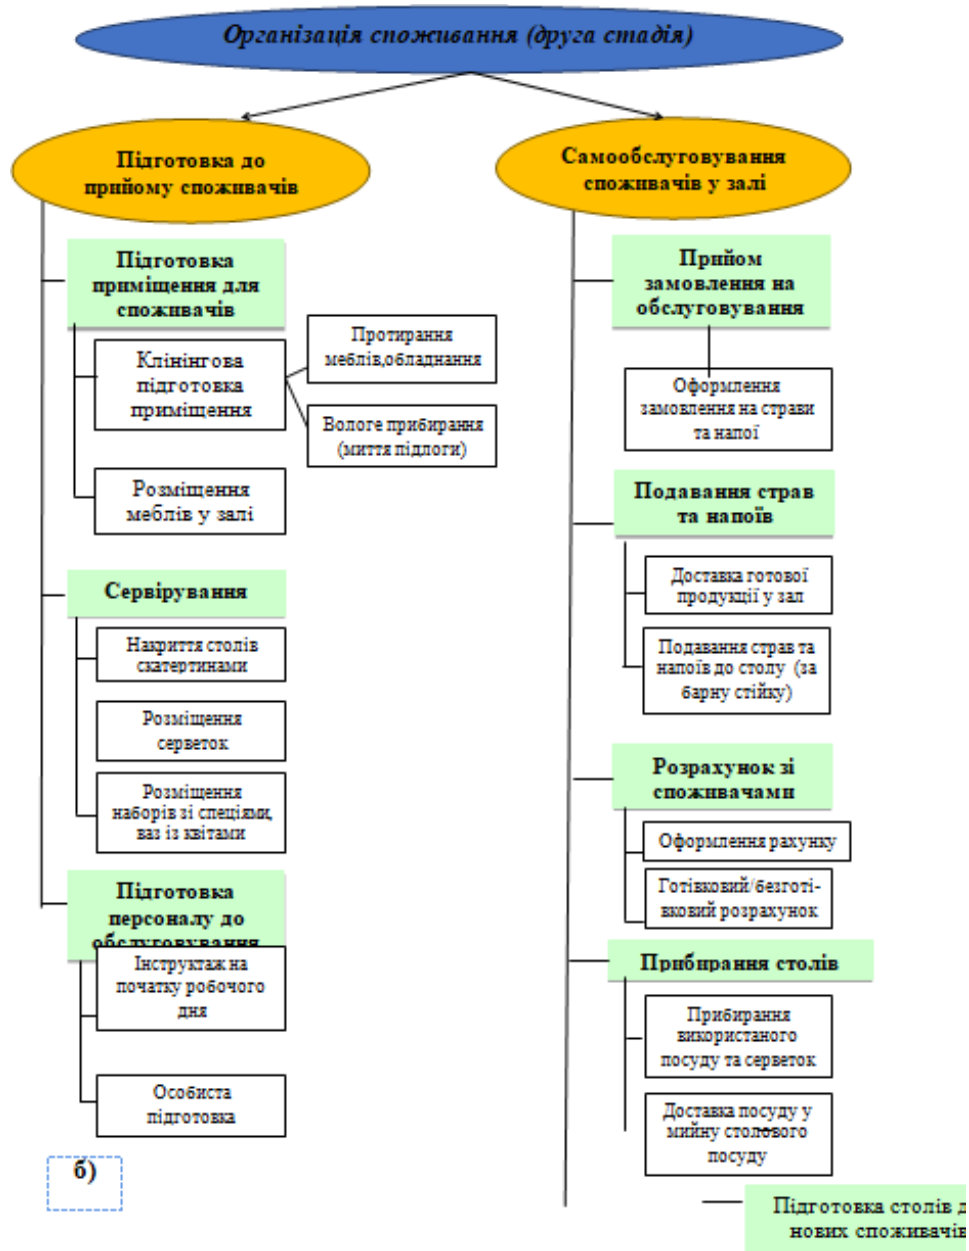 Організація споживання (друга стадія)
Підготовка до
прийому споживачів
Підготовка
приміщення для
споживачів
Клінінгова
підготовка
приміщення
Протирання
меблів,обладнання
Вологе прибирання
(миття підлоги)
Розміщення
меблів у залі
Сервірування
Накриття столів
скатертинами
Розміщення
серветок
Розміщення
наборів зі спеціями,
ваз із квітами
Підготовка
персоналу до
обслуговування
Інструктаж на
початку робочого
дня
Особиста
підготовка
б)
Самообслуговування
споживачів у залі
Прийом
замовлення на
обслуговування
Оформлення
замовлення на страви
та напої
Подавання страв
та напоїв
Доставка готової
продукції у зал
Подавання страв та
напоїв до столу (за
барну стійку)
Розрахунок зі
споживачами
Оформлення рахунку
Готівковий/безготі-
вковий розрахунок
Прибирання столів
Прибирання
використаного
посуду та серветок
Доставка посуду у
мийну столового
посуду
Підготовка столів д
нових споживачів